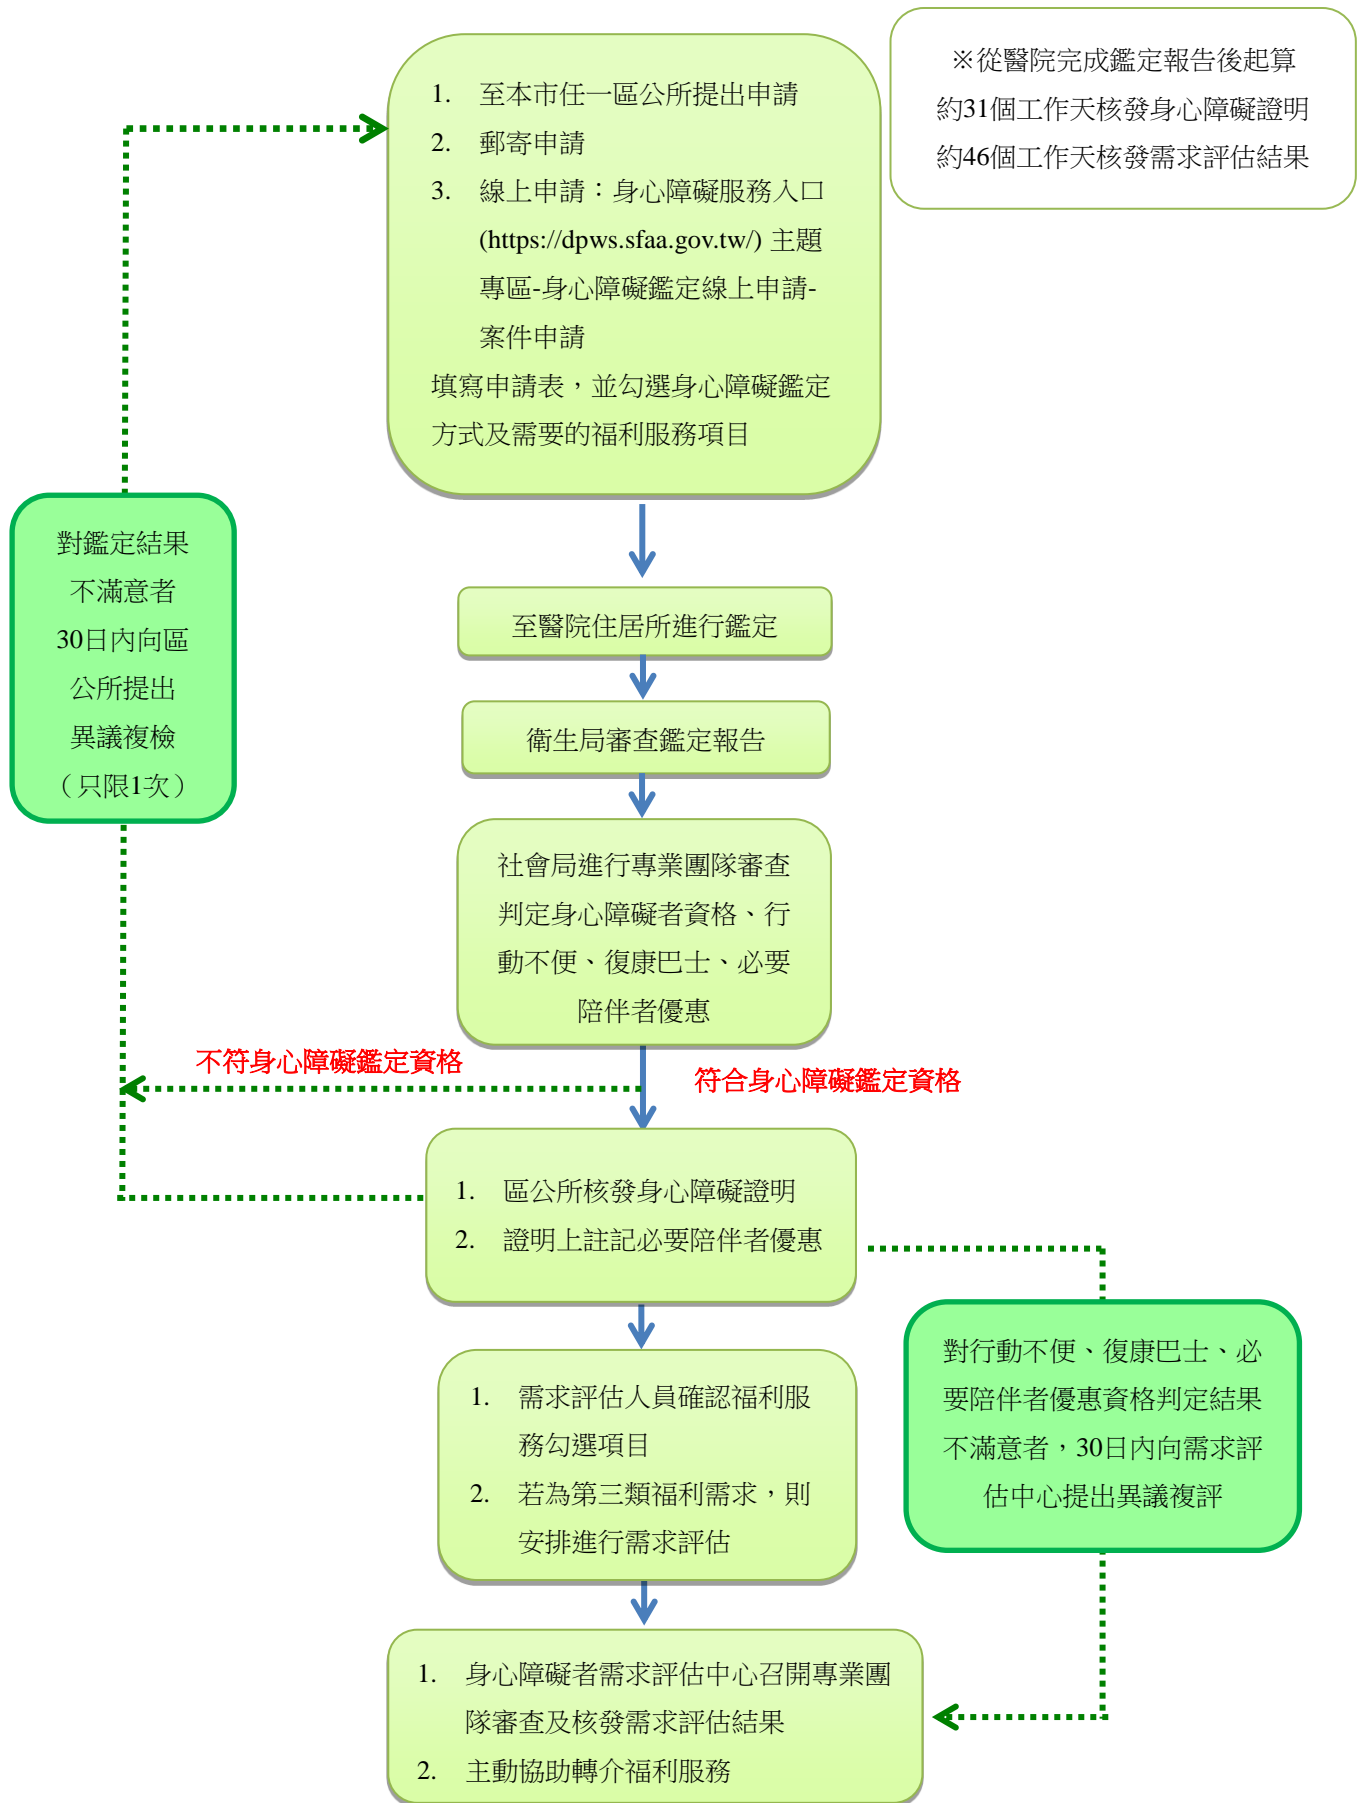 ※從醫院完成鑑定報告後起算
約31個工作天核發身心障礙證明
約46個工作天核發需求評估結果
1. 至本市任一區公所提出申請
2. 郵寄申請
3. 線上申請：身心障礙服務入口
(https://dpws.sfaa.gov.tw/) 主題
專區-身心障礙鑑定線上申請-
案件申請
填寫申請表，並勾選身心障礙鑑定
方式及需要的福利服務項目
對鑑定結果
不滿意者
30日內向區
公所提出
異議複檢
（只限1次）
至醫院住居所進行鑑定
衛生局審查鑑定報告
社會局進行專業團隊審查
判定身心障礙者資格、行
動不便、復康巴士、必要
陪伴者優惠
不符身心障礙鑑定資格
符合身心障礙鑑定資格
1. 區公所核發身心障礙證明
2. 證明上註記必要陪伴者優惠
對行動不便、復康巴士、必
要陪伴者優惠資格判定結果
不滿意者，30日內向需求評
估中心提出異議複評
1. 需求評估人員確認福利服
務勾選項目
2. 若為第三類福利需求，則
安排進行需求評估
1. 身心障礙者需求評估中心召開專業團
隊審查及核發需求評估結果
2. 主動協助轉介福利服務